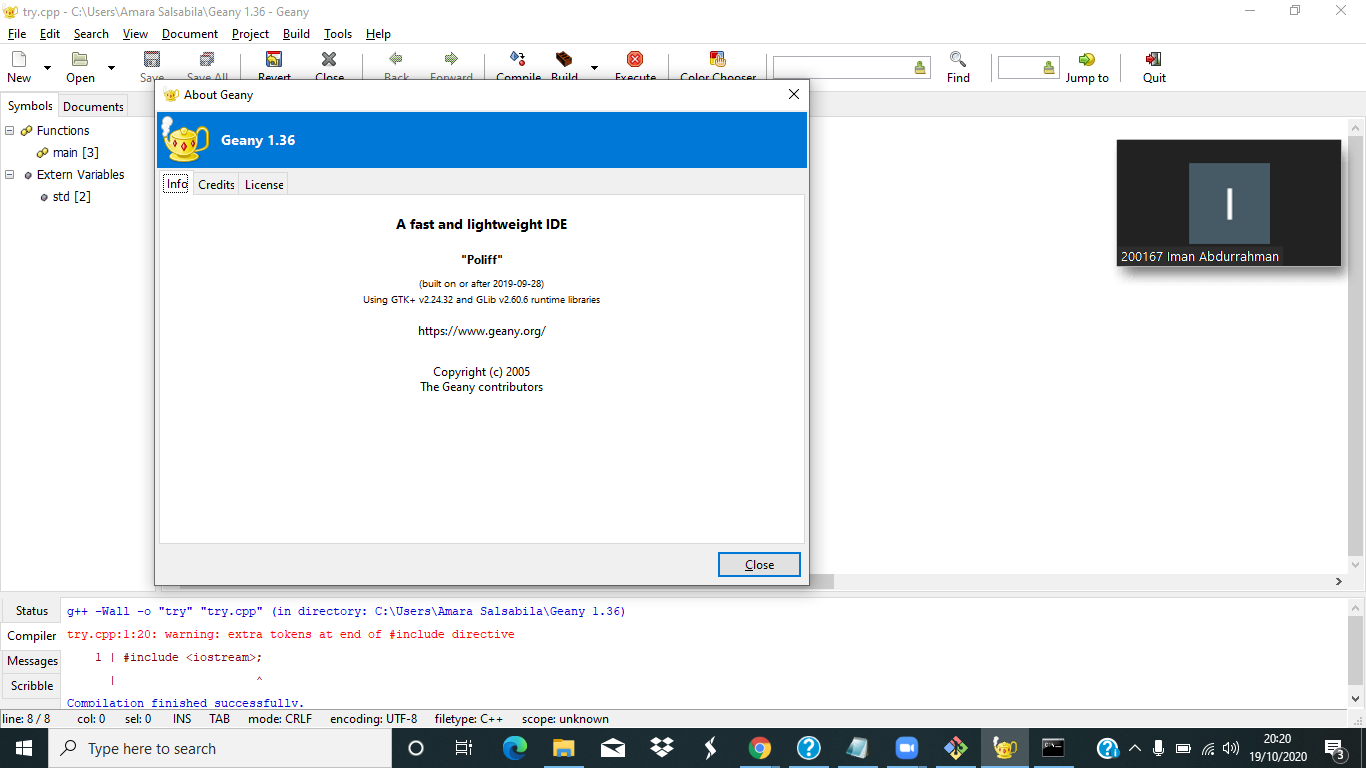 try.cpp - C:\Users\Amara Salsabila\Geany 1.36 - Geany
File Edit Search View Document Project Build Tools Help
New Open Save Save All Revert Close Back Forward Compile Build Execute Color Chooser Find Jump to Quit
Symbols Documents
Functions
main [3]
Extern Variables
std [2]
About Geany
Geany 1.36
Info Credits License
A fast and lightweight IDE
"Poliff"
(built on or after 2019-09-28)
Using GTK+ v2.24.32 and GLib v2.60.6 runtime libraries
https://www.geany.org/
Copyright (c) 2005
The Geany contributors
Close
I
200167 Iman Abdurrahman
Status
Compiler
Messages
Scribble
g++ -Wall -o "try" "try.cpp" (in directory: C:\Users\Amara Salsabila\Geany 1.36)
try.cpp:1:20: warning: extra tokens at end of #include directive
1 | #include <iostream>;
| ^
Compilation finished successfully.
line: 8 / 8 col: 0 sel: 0 INS TAB mode: CRLF encoding: UTF-8 filetype: C++ scope: unknown
Type here to search
20:20
19/10/2020
3